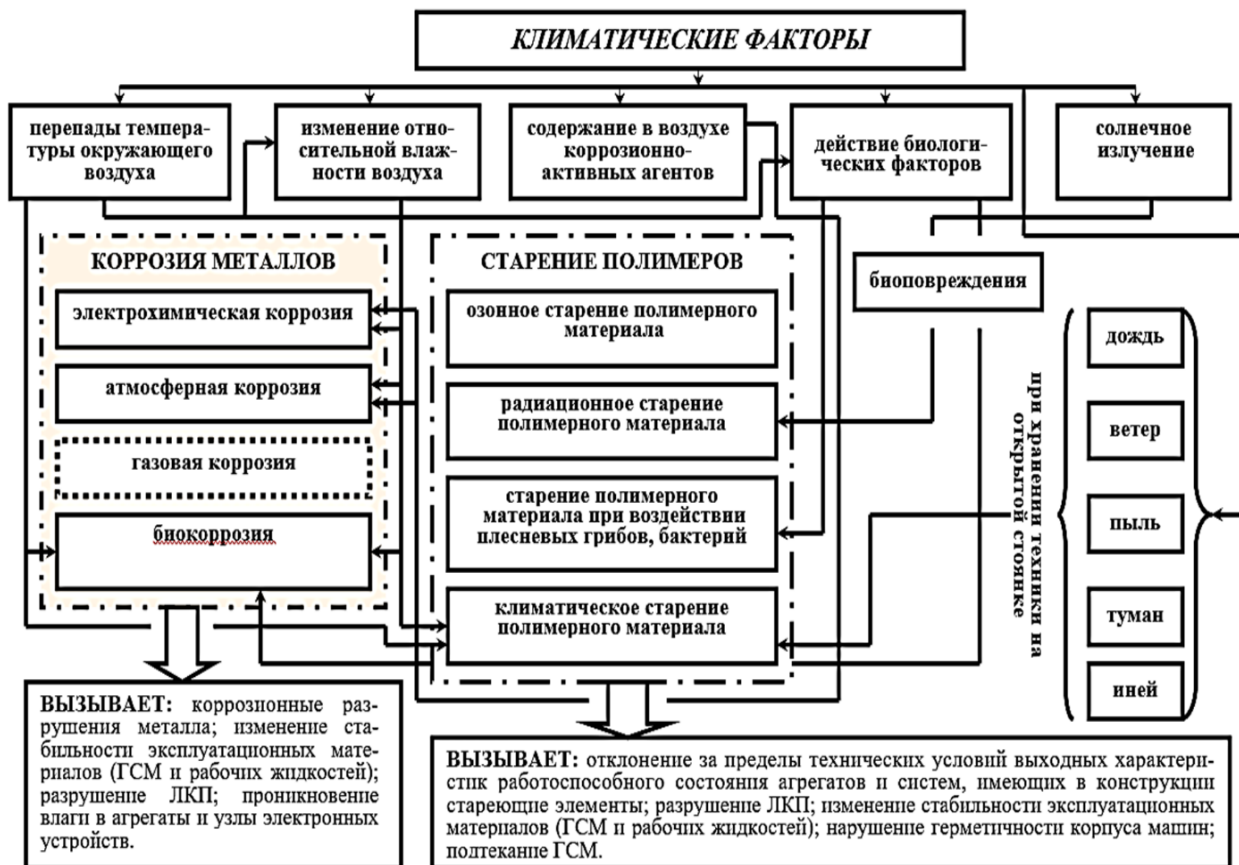 КЛИМАТИЧЕСКИЕ ФАКТОРЫ
перепады темпера-
туры окружающего
воздуха
изменение отно-
сительной влаж-
ности воздуха
содержание в воздухе
коррозионно-
активных агентов
действие биологи-
ческих факторов
солнечное
излучение
КОРРОЗИЯ МЕТАЛЛОВ
электрохимическая коррозия
атмосферная коррозия
газовая коррозия
биокоррозия
СТАРЕНИЕ ПОЛИМЕРОВ
озонное старение полимерного
материала
радиационное старение
полимерного материала
старение полимерного
материала при воздействии
плесневых грибов, бактерий
климатическое старение
полимерного материала
биоповреждения
при хранении техники на
открытой стоянке
дождь
ветер
пыль
туман
иней
ВЫЗЫВАЕТ: коррозионные раз-
рушения металла; изменение ста-
бильности эксплуатационных мате-
риалов (ГСМ и рабочих жидкостей);
разрушение ЛКП; проникновение
влаги в агрегаты и узлы электронных
устройств.
ВЫЗЫВАЕТ: отклонение за пределы технических условий выходных характери-
стик работоспособного состояния агрегатов и систем, имеющих в конструкции
стареющие элементы; разрушение ЛКП; изменение стабильности эксплуатационных
материалов (ГСМ и рабочих жидкостей); нарушение герметичности корпуса машин;
подтекание ГСМ.